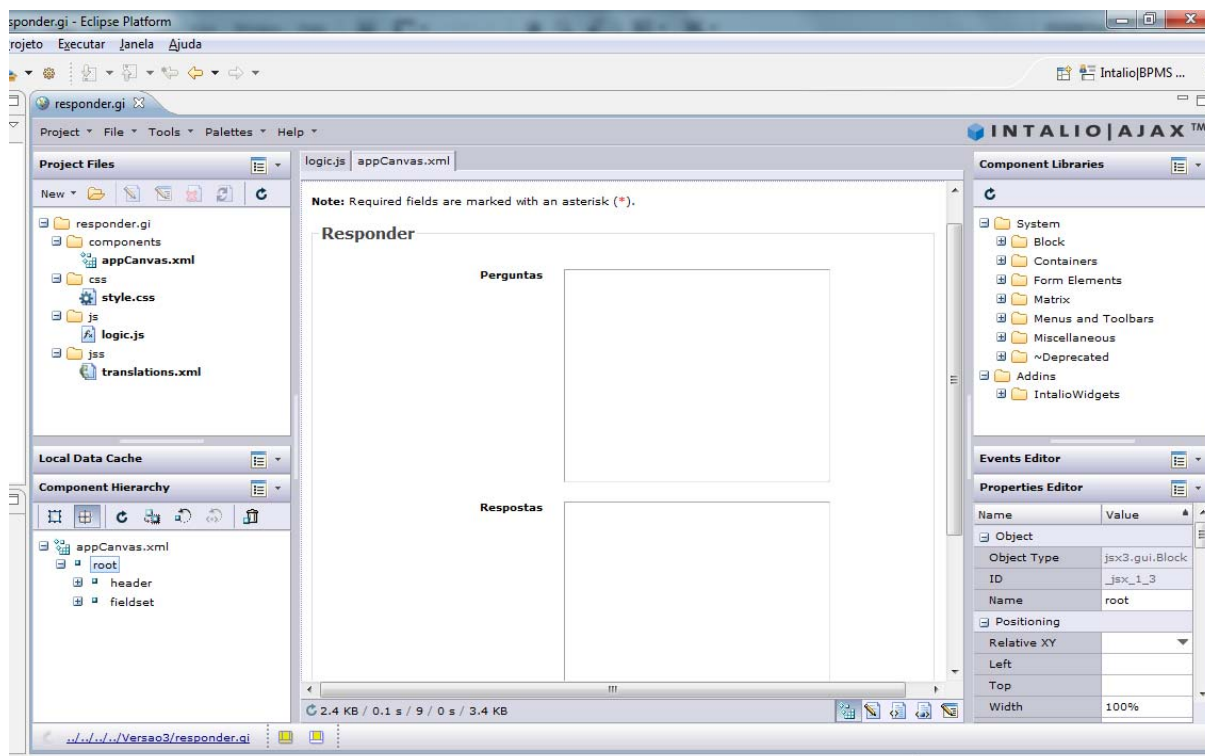 sponder.gi - Eclipse Platform
rojeto Executar Janela Ajuda
Intalio|BPMS ...
responder.gi
Project File Tools Palettes Help
INTALIO|AJAX TM
Project Files
New
responder.gi
components
appCanvas.xml
css
style.css
js
logic.js
jss
translations.xml
Local Data Cache
Component Hierarchy
appCanvas.xml
root
header
fieldset
logic.js appCanvas.xml
Note: Required fields are marked with an asterisk (*).
Responder
Perguntas
Respostas
2.4 KB / 0.1 s / 9 / 0 s / 3.4 KB
Component Libraries
System
Block
Containers
Form Elements
Matrix
Menus and Toolbars
Miscellaneous
~Deprecated
Addins
IntalioWidgets
Events Editor
Properties Editor
Name Value
Object
Object Type jsx3.gui.Block
ID _jsx_1_3
Name root
Positioning
Relative XY
Left
Top
Width 100%
../../../../Versao3/responder.gi